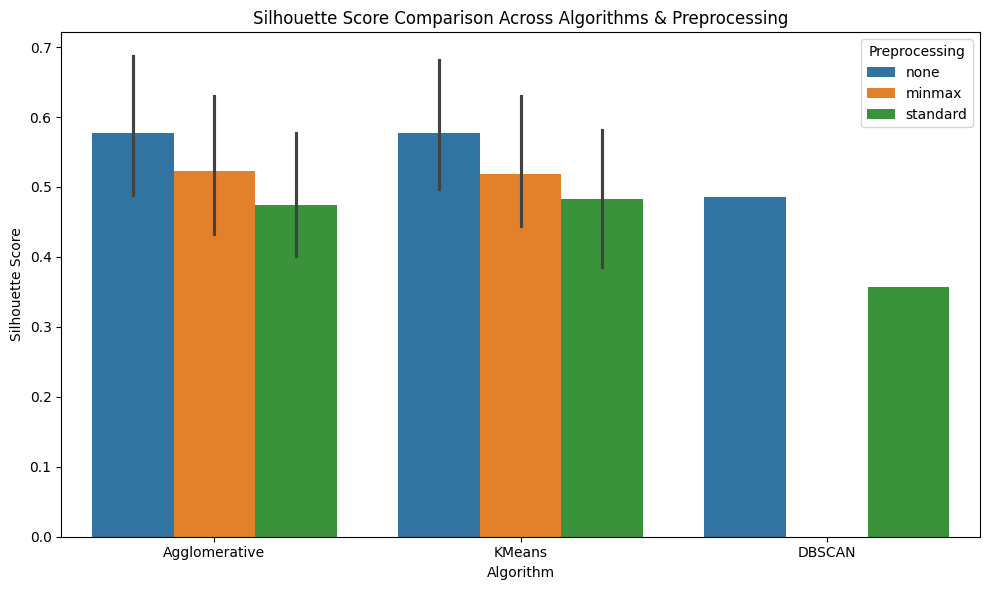 Silhouette Score Comparison Across Algorithms & Preprocessing
Preprocessing
none
minmax
standard
Silhouette Score
0.7
0.6
0.5
0.4
0.3
0.2
0.1
0.0
Agglomerative
KMeans
DBSCAN
Algorithm